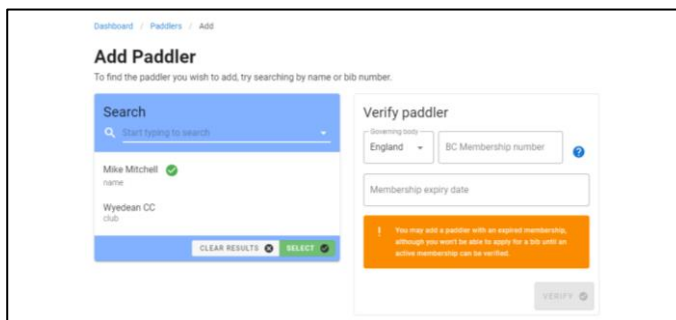 Dashboard / Paddlers / Add
Add Paddler
To find the paddler you wish to add, try searching by name or bib number.
Search
Start typing to search
Mike Mitchell
name
Wyedean CC
club
CLEAR RESULTS
SELECT
Verify paddler
Governing body
England
BC Membership number
?
Membership expiry date
!
You may add a paddler with an expired membership,
although you won't be able to apply for a bib until an
active membership can be verified.
VERIFY